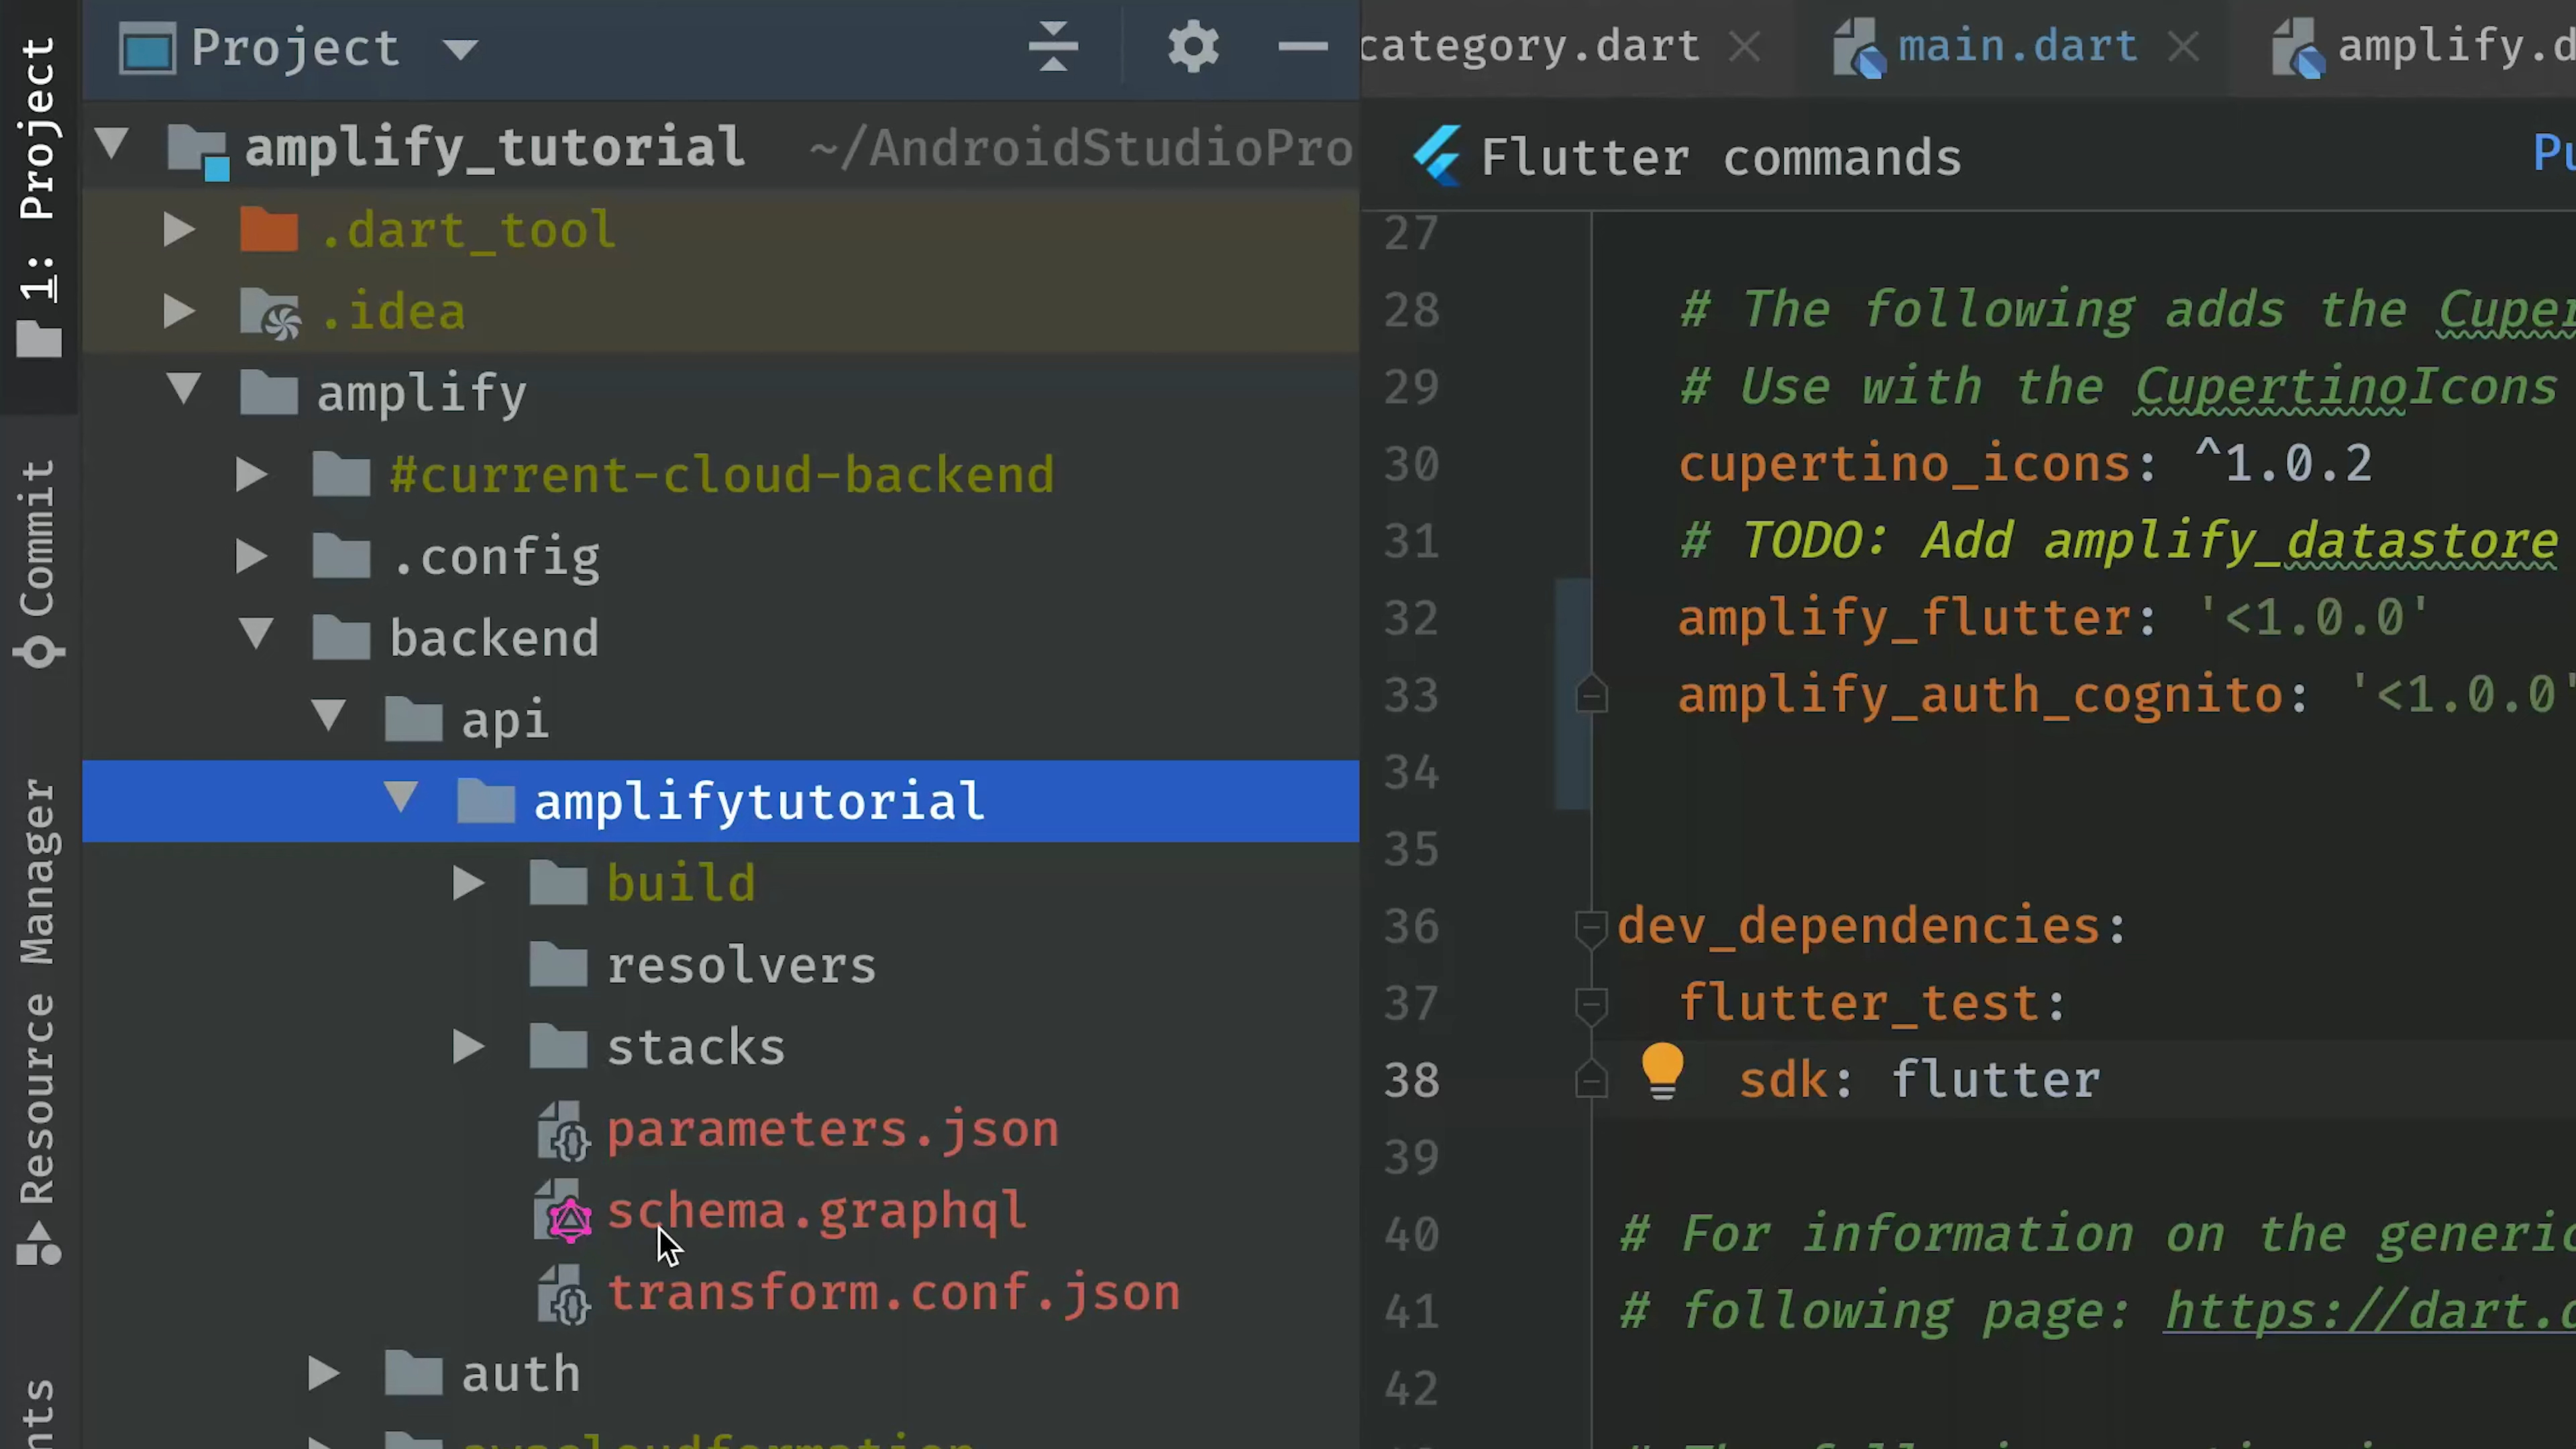 1: Project
Commit
Resource Manager
Project
amplify_tutorial ~/AndroidStudioPro
.dart_tool
.idea
amplify
#current-cloud-backend
.config
backend
api
amplifytutorial
build
resolvers
stacks
parameters.json
schema.graphql
transform.conf.json
auth
awscloudformation
category.dart
main.dart
amplify.d
Flutter commands
Pu
27
28 # The following adds the Cuper
29 # Use with the CupertinoIcons
30 cupertino_icons: ^1.0.2
31 # TODO: Add amplify_datastore
32 amplify_flutter: '<1.0.0'
33 amplify_auth_cognito: '<1.0.0'
34
35
36 dev_dependencies:
37 flutter_test:
38 sdk: flutter
39
40 # For information on the generic
41 # following page: https://dart.d
42